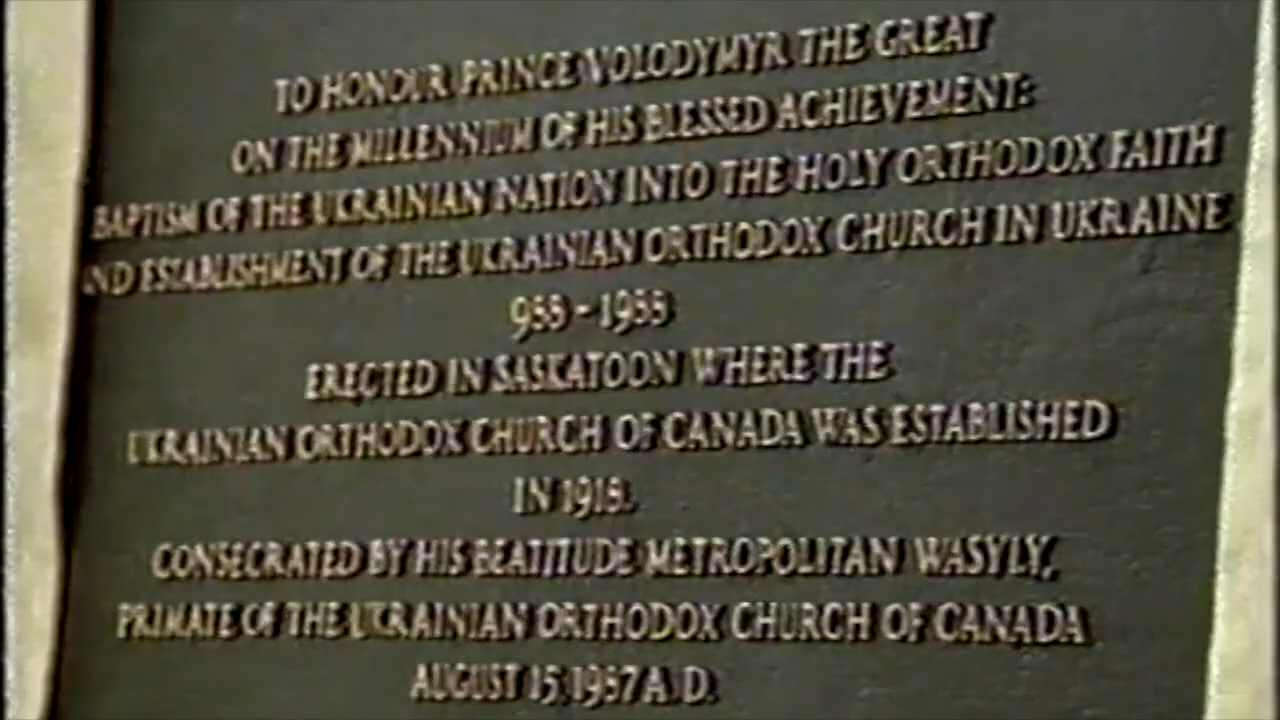 TO HONOUR PRINCE VOLODYMYR THE GREAT
ON THE MILLENNIUM OF HIS BLESSED ACHIEVEMENT:
BAPTISM OF THE UKRAINIAN NATION INTO THE HOLY ORTHODOX FAITH
ND ESTABLISHMENT OF THE UKRAINIAN ORTHODOX CHURCH IN UKRAINE
988 - 1988
ERECTED IN SASKATOON WHERE THE
UKRAINIAN ORTHODOX CHURCH OF CANADA WAS ESTABLISHED
IN 1918.
CONSECRATED BY HIS BEATITUDE METROPOLITAN WASYLY,
PRIMATE OF THE UKRAINIAN ORTHODOX CHURCH OF CANADA
AUGUST 15, 1987 A.D.